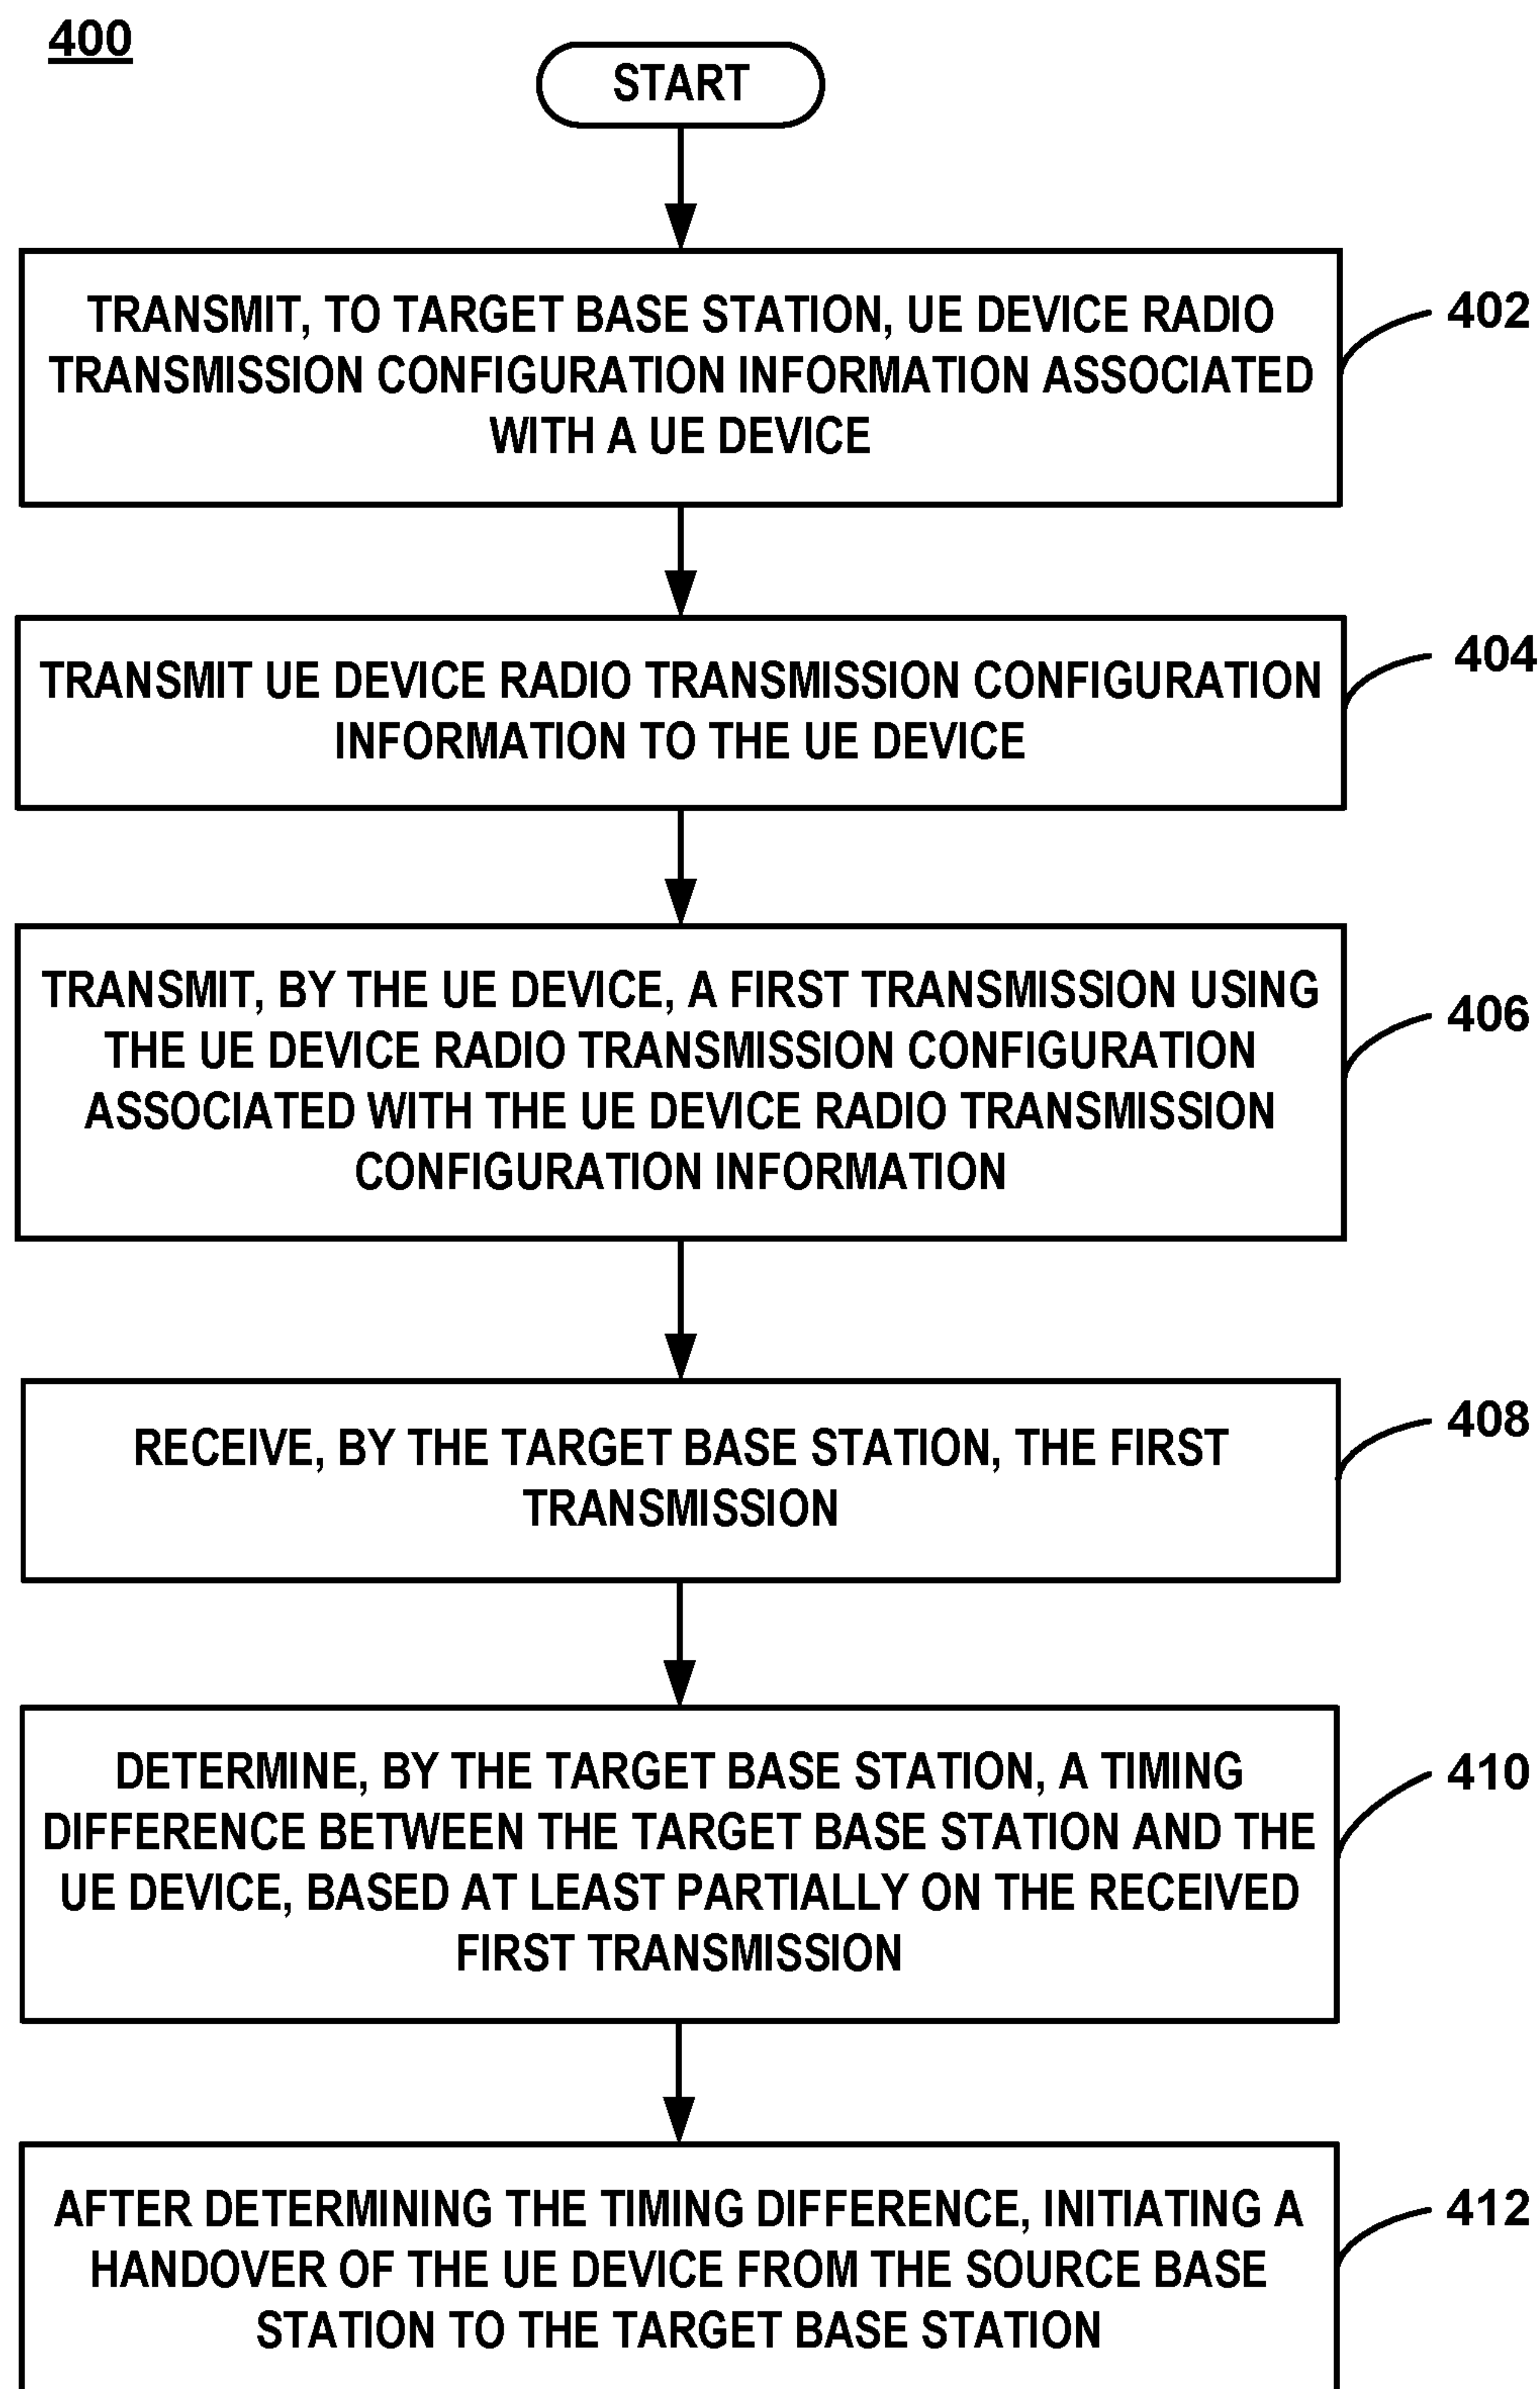 400
START
TRANSMIT, TO TARGET BASE STATION, UE DEVICE RADIO
TRANSMISSION CONFIGURATION INFORMATION ASSOCIATED
WITH A UE DEVICE
402
TRANSMIT UE DEVICE RADIO TRANSMISSION CONFIGURATION
INFORMATION TO THE UE DEVICE
404
TRANSMIT, BY THE UE DEVICE, A FIRST TRANSMISSION USING
THE UE DEVICE RADIO TRANSMISSION CONFIGURATION
ASSOCIATED WITH THE UE DEVICE RADIO TRANSMISSION
CONFIGURATION INFORMATION
406
RECEIVE, BY THE TARGET BASE STATION, THE FIRST
TRANSMISSION
408
DETERMINE, BY THE TARGET BASE STATION, A TIMING
DIFFERENCE BETWEEN THE TARGET BASE STATION AND THE
UE DEVICE, BASED AT LEAST PARTIALLY ON THE RECEIVED
FIRST TRANSMISSION
410
AFTER DETERMINING THE TIMING DIFFERENCE, INITIATING A
HANDOVER OF THE UE DEVICE FROM THE SOURCE BASE
STATION TO THE TARGET BASE STATION
412